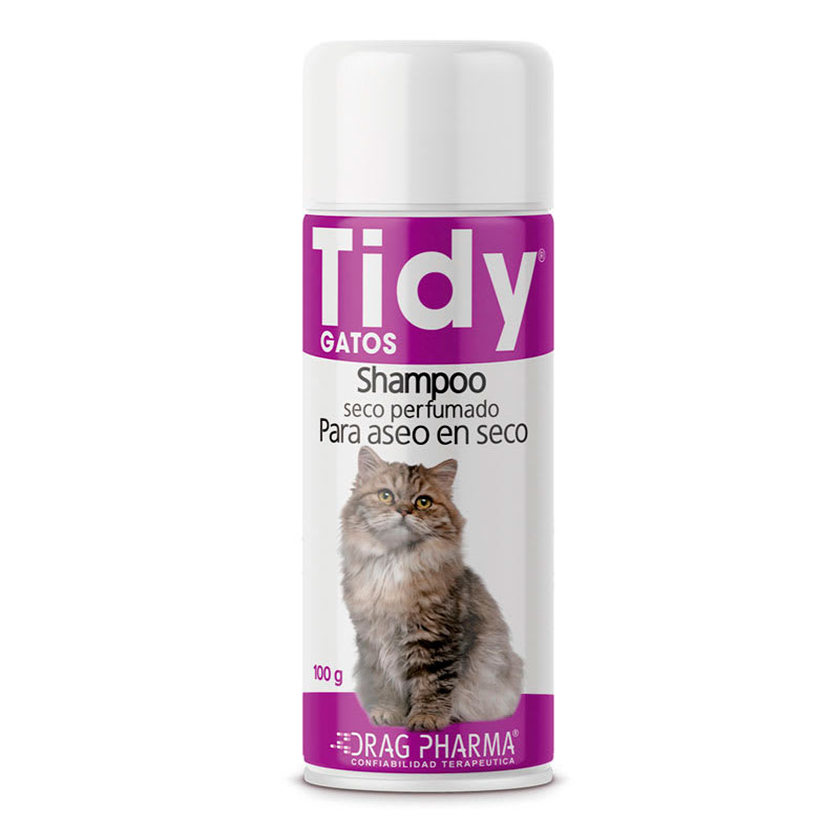 Tidy®
GATOS
Shampoo
seco perfumado
Para aseo en seco
100 g
DRAG PHARMA®
CONFIABILIDAD TERAPEUTICA